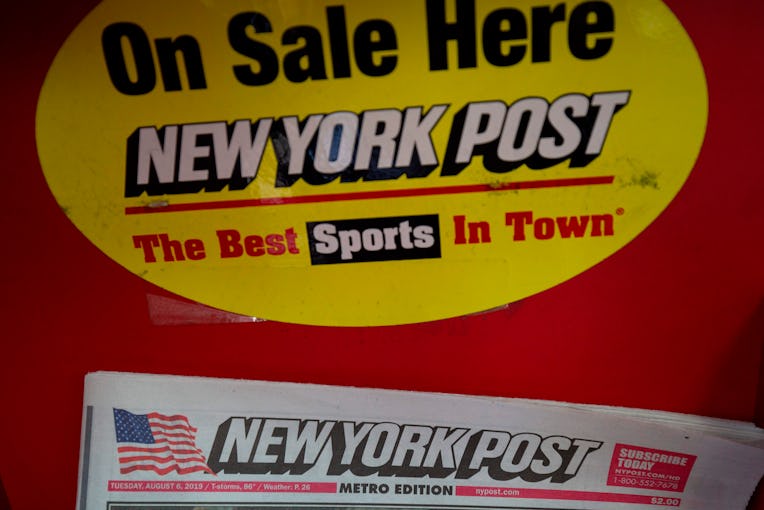 On Sale Here
NEW YORK POST
The Best Sports In Town®
NEW YORK POST
SUBSCRIBE
TODAY
NYPOST.COM/HD
1-800-552-7678
TUESDAY, AUGUST 6, 2019 / T-storms, 86° / Weather: P. 26
METRO EDITION
nypost.com
$2.00